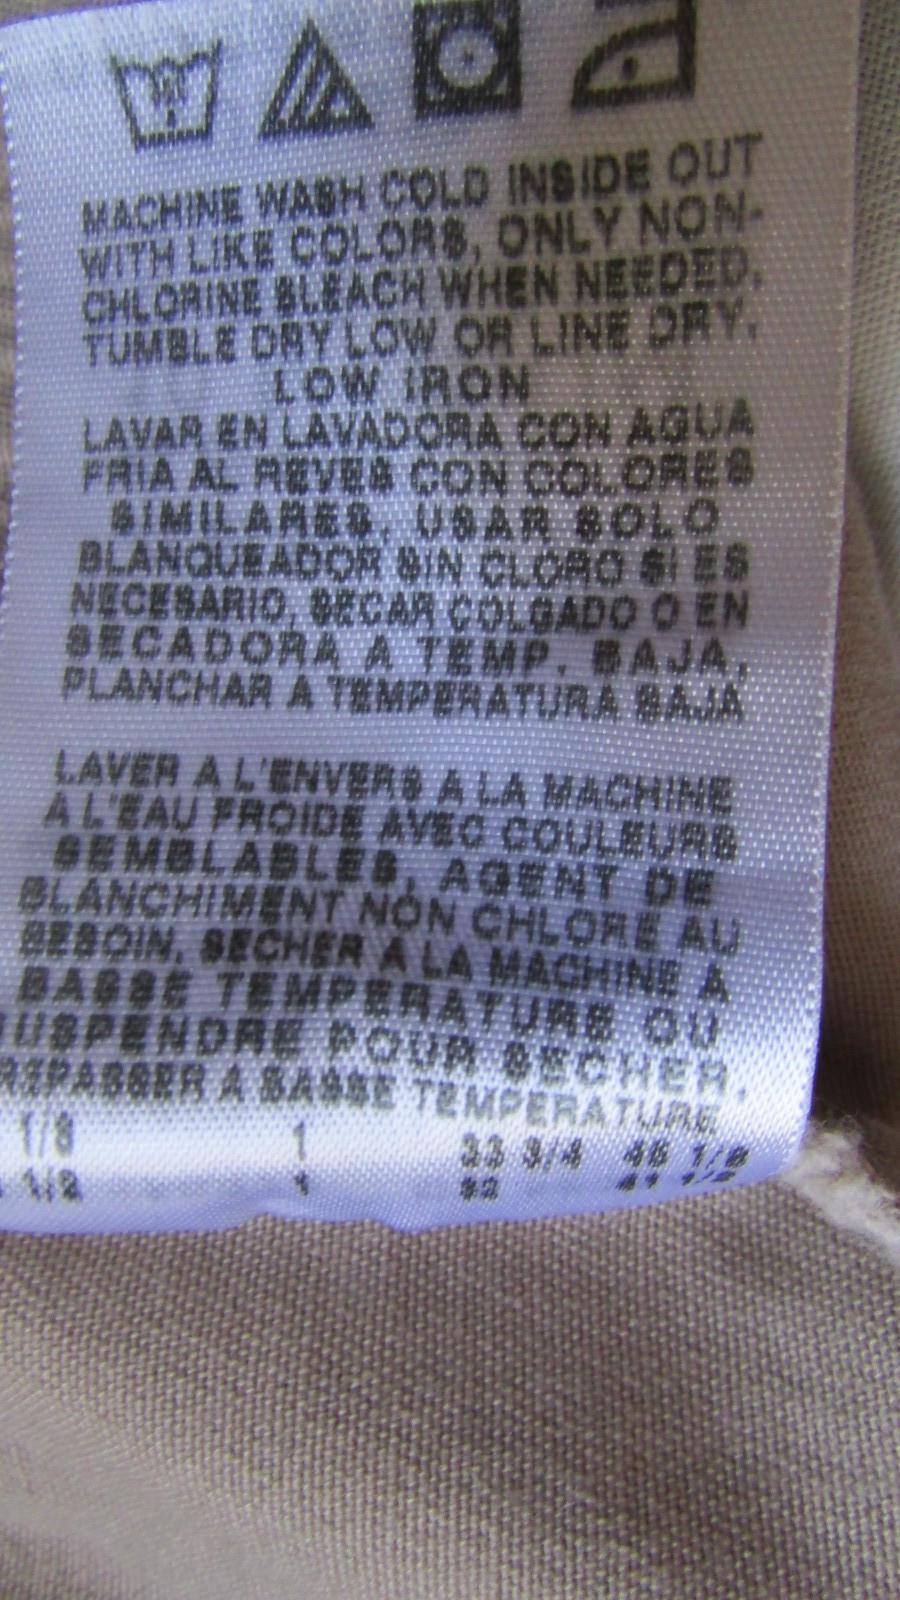 MACHINE WASH COLD INSIDE OUT
WITH LIKE COLORS, ONLY NON-
CHLORINE BLEACH WHEN NEEDED.
TUMBLE DRY LOW OR LINE DRY.
LOW IRON
LAVAR EN LAVADORA CON AGUA
FRIA AL REVES CON COLORES
SIMILARES. USAR SOLO
BLANQUEADOR SIN CLORO SI ES
NECESARIO, SECAR COLGADO O EN
SECADORA A TEMP. BAJA,
PLANCHAR A TEMPERATURA BAJA
LAVER A L'ENVERS A LA MACHINE
A L'EAU FROIDE AVEC COULEURS
SEMBLABLES, AGENT DE
BLANCHIMENT NON CHLORE AU
BESOIN, SECHER A LA MACHINE A
BASSE TEMPERATURE OU
USPENDRE POUR SECHER.
REPASSER A BASSE TEMPERATURE
1/8 1 33 3/4
1/2 1